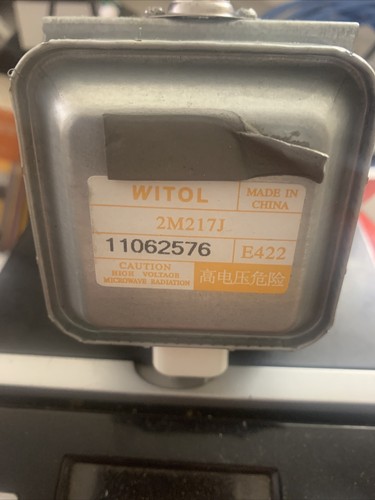 WITOL
MADE IN
CHINA
2M217J
11062576
E422
CAUTION
HIGH VOLTAGE
MICROWAVE RADIATION
高电压危险